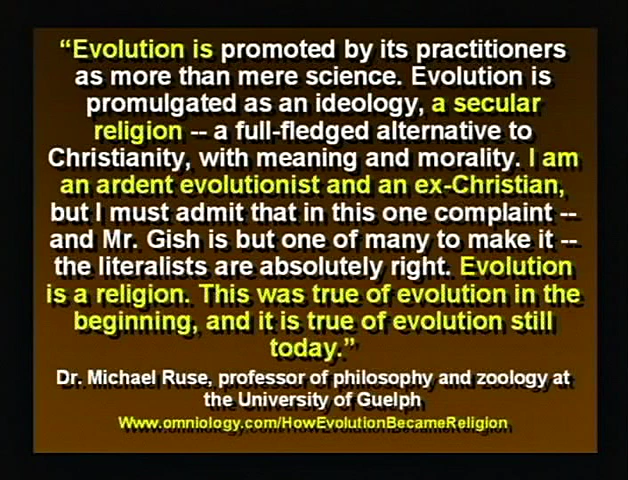 “Evolution is promoted by its practitioners
as more than mere science. Evolution is
promulgated as an ideology, a secular
religion -- a full-fledged alternative to
Christianity, with meaning and morality. I am
an ardent evolutionist and an ex-Christian,
but I must admit that in this one complaint --
and Mr. Gish is but one of many to make it --
the literalists are absolutely right. Evolution
is a religion. This was true of evolution in the
beginning, and it is true of evolution still
today.”
Dr. Michael Ruse, professor of philosophy and zoology at
the University of Guelph
Www.omniology.com/HowEvolutionBecameReligion